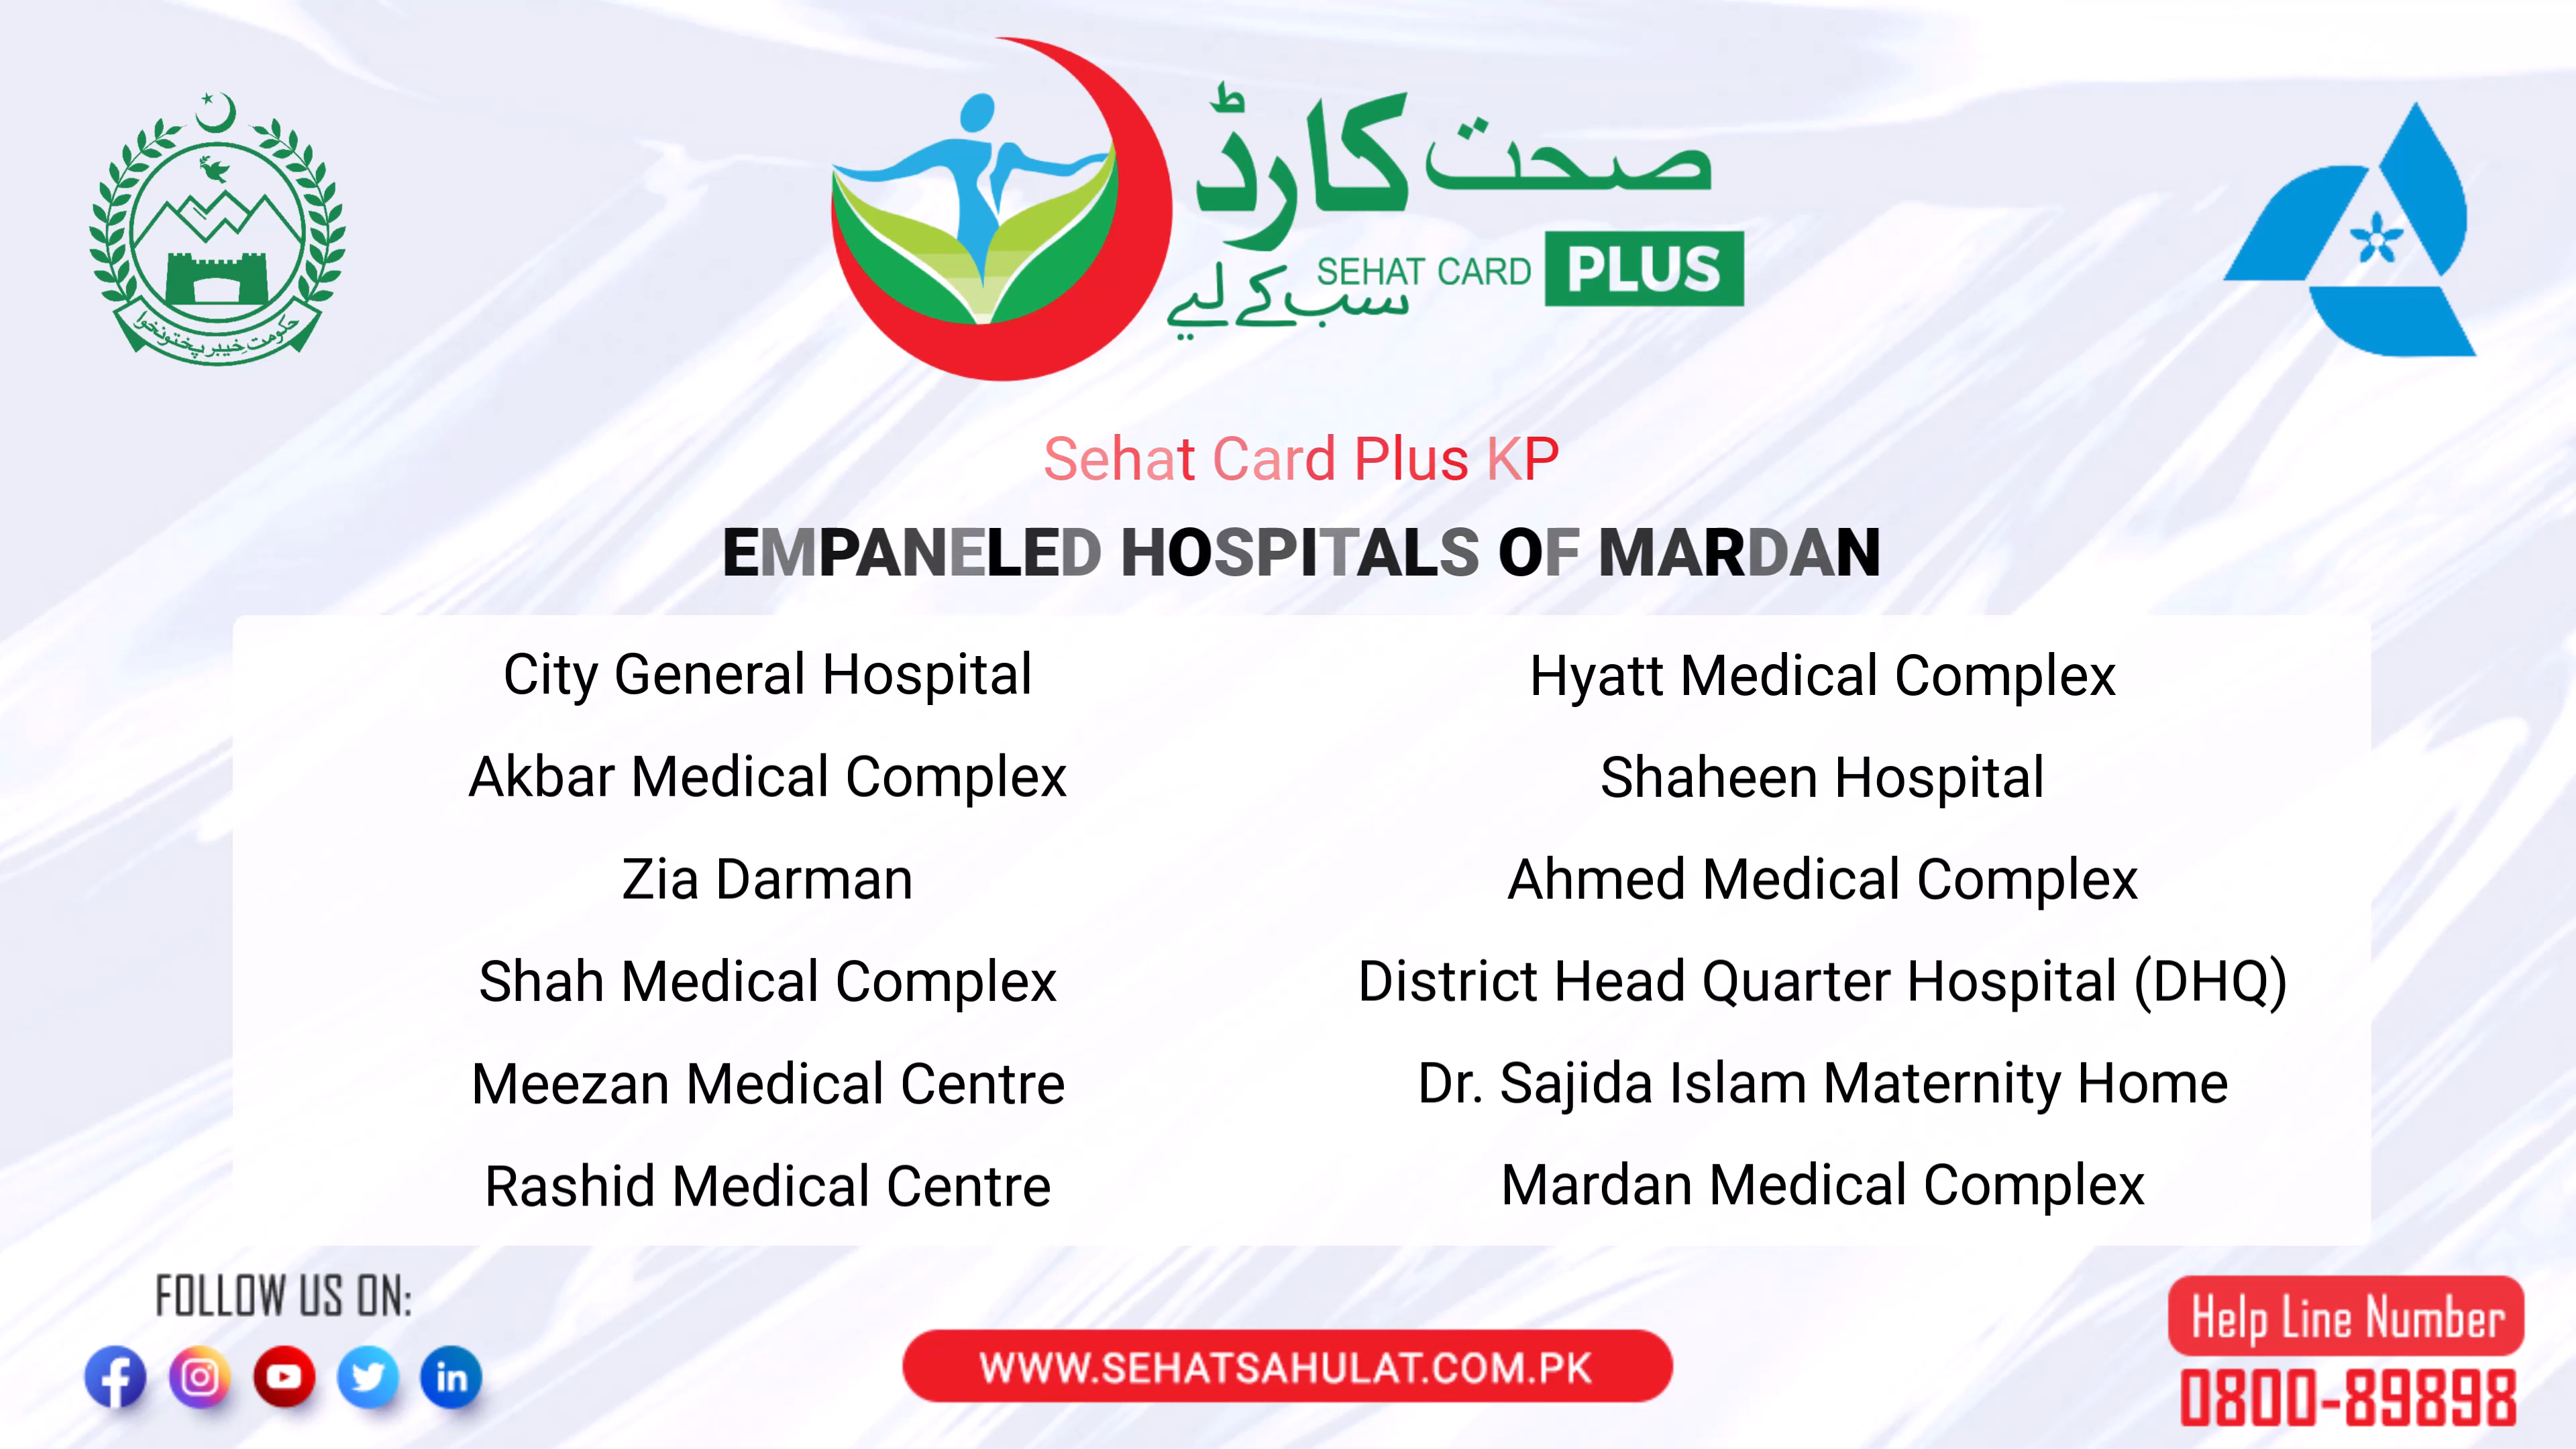 حکومت خیبر پختونخوا
صحت کارڈ
SEHAT CARD PLUS
سب کے لیے
Sehat Card Plus KP
EMPANELED HOSPITALS OF MARDAN
City General Hospital
Akbar Medical Complex
Zia Darman
Shah Medical Complex
Meezan Medical Centre
Rashid Medical Centre
Hyatt Medical Complex
Shaheen Hospital
Ahmed Medical Complex
District Head Quarter Hospital (DHQ)
Dr. Sajida Islam Maternity Home
Mardan Medical Complex
FOLLOW US ON:
WWW.SEHATSAHULAT.COM.PK
Help Line Number
0800-89898